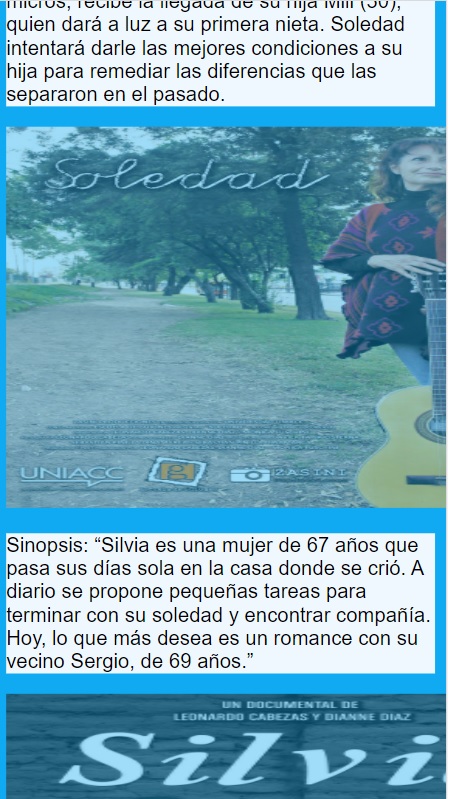 micros, recibe la llegada de su hija Mili (30),
quien dará a luz a su primera nieta. Soledad
intentará darle las mejores condiciones a su
hija para remediar las diferencias que las
separaron en el pasado.
Soledad
UNIACC
ZASINI
Sinopsis: “Silvia es una mujer de 67 años que
pasa sus días sola en la casa donde se crió. A
diario se propone pequeñas tareas para
terminar con su soledad y encontrar compañía.
Hoy, lo que más desea es un romance con su
vecino Sergio, de 69 años.”
UN DOCUMENTAL DE
LEONARDO CABEZAS Y DIANNE DIAZ
Silvi